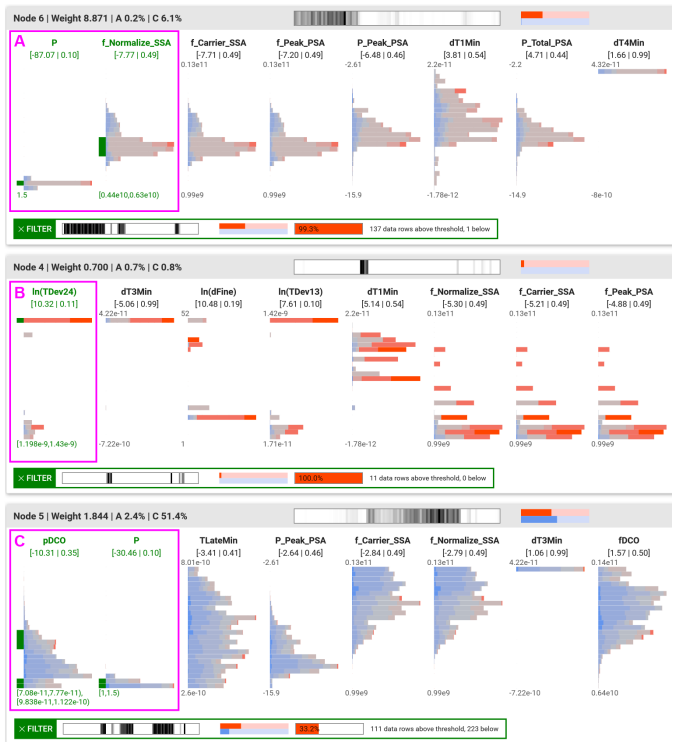 Node 6 | Weight 8.871 | A 0.2% | C 6.1%
A
P f_Normalize_SSA f_Carrier_SSA f_Peak_PSA P_Peak_PSA dT1Min P_Total_PSA dT4Min
[-87.07 | 0.10] [-7.77 | 0.49] [-7.71 | 0.49] [-7.20 | 0.49] [-6.48 | 0.46] [3.81 | 0.54] [4.71 | 0.44] [1.66 | 0.99]
0.13e11 0.13e11 -2.61 2.2e-11 -2.2 4.32e-11
1.5 [0.44e10,0.63e10] 0.99e9 0.99e9 -15.9 -1.78e-12 -14.9 -8e-10
× FILTER 99.3% 137 data rows above threshold, 1 below
Node 4 | Weight 0.700 | A 0.7% | C 0.8%
B
ln(TDev24) dT3Min ln(dFine) ln(TDev13) dT1Min f_Normalize_SSA f_Carrier_SSA f_Peak_PSA
[10.32 | 0.11] [-5.06 | 0.99] [10.48 | 0.19] [7.61 | 0.10] [5.14 | 0.54] [-5.30 | 0.49] [-5.21 | 0.49] [-4.88 | 0.49]
4.22e-11 52 1.42e-9 2.2e-11 0.13e11 0.13e11 0.13e11
[1.198e-9,1.43e-9] -7.22e-10 1 1.71e-11 -1.78e-12 0.99e9 0.99e9 0.99e9
× FILTER 100.0% 11 data rows above threshold, 0 below
Node 5 | Weight 1.844 | A 2.4% | C 51.4%
C
pDCO P TLateMin P_Peak_PSA f_Carrier_SSA f_Normalize_SSA dT3Min fDCO
[-10.31 | 0.35] [-30.46 | 0.10] [-3.41 | 0.41] [-2.64 | 0.46] [-2.84 | 0.49] [-2.79 | 0.49] [1.06 | 0.99] [1.57 | 0.50]
8.01e-10 -2.61 0.13e11 0.13e11 4.22e-11 0.14e11
[7.08e-11,7.77e-11), [1,1.5) 2.6e-10 -15.9 0.99e9 0.99e9 -7.22e-10 0.64e10
[9.838e-11,1.122e-10)
× FILTER 33.2% 111 data rows above threshold, 223 below